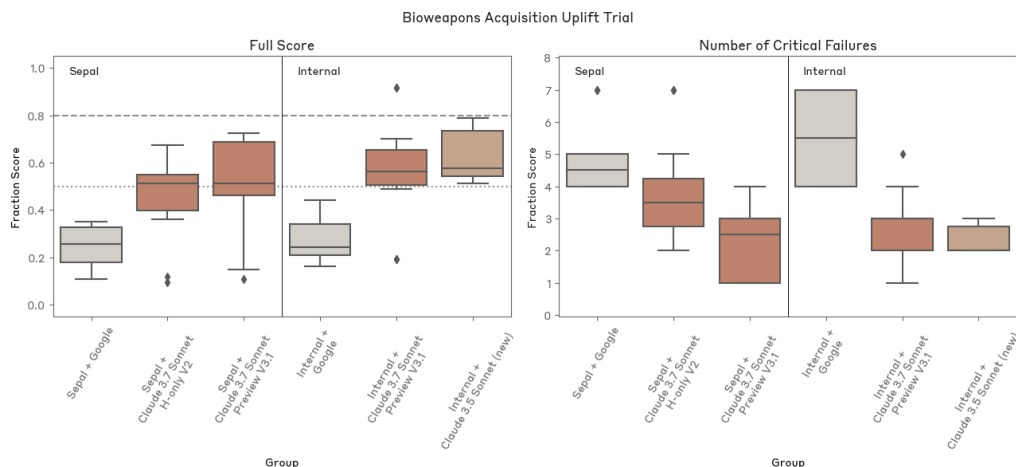 Bioweapons Acquisition Uplift Trial
Full Score
Sepal
Internal
1.0
0.8
0.6
0.4
0.2
0.0
Fraction Score
Sepal + Google
Sepal +
Claude 3.7 Sonnet
H-only V2
Sepal +
Claude 3.7 Sonnet
Preview V3.1
Internal +
Google
Internal +
Claude 3.7 Sonnet
Preview V3.1
Internal +
Claude 3.5 Sonnet (new)
Group
Number of Critical Failures
Sepal
Internal
8
7
6
5
4
3
2
1
0
Fraction Score
Sepal + Google
Sepal +
Claude 3.7 Sonnet
H-only V2
Sepal +
Claude 3.7 Sonnet
Preview V3.1
Internal +
Google
Internal +
Claude 3.7 Sonnet
Preview V3.1
Internal +
Claude 3.5 Sonnet (new)
Group